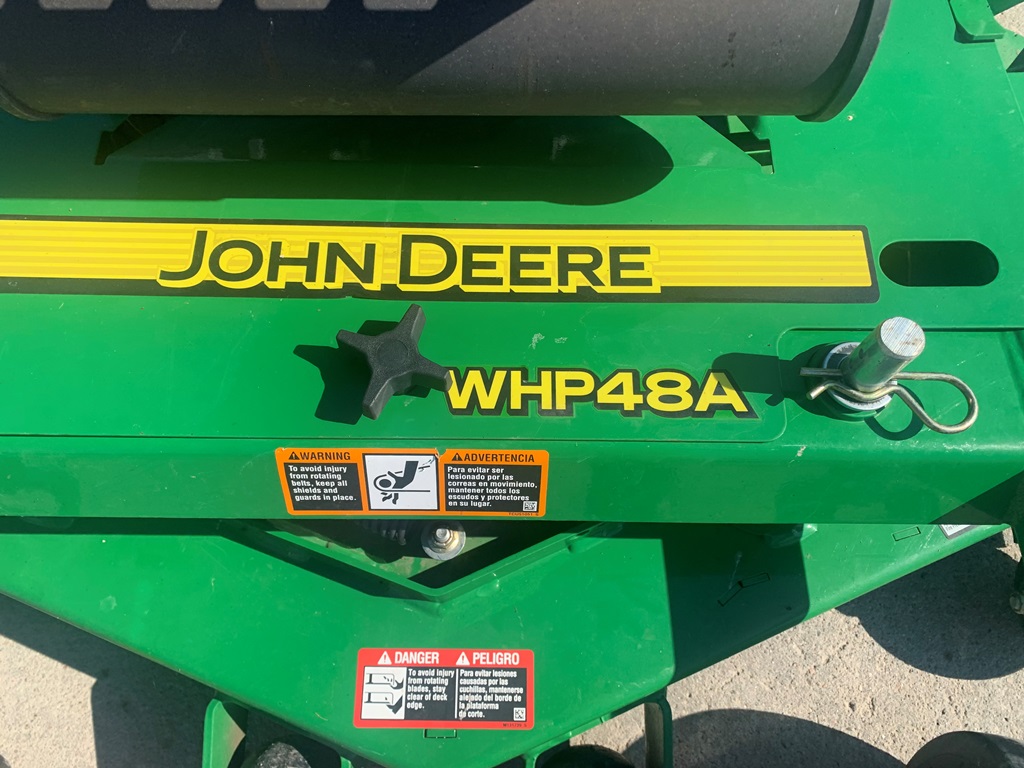 JOHN DEERE
WHP48A
WARNING
To avoid injury
from rotating
belts, keep all
shields and
guards in place.
ADVERTENCIA
Para evitar ser
lesionado por las
correas en movimiento,
mantener todos los
escudos y protectores
en su lugar.
DANGER
To avoid injury
from rotating
blades, stay
clear of deck
edge.
PELIGRO
Para evitar lesiones
causadas por las
cuchillas, mantenerse
alejado del borde de
la plataforma
de corte.